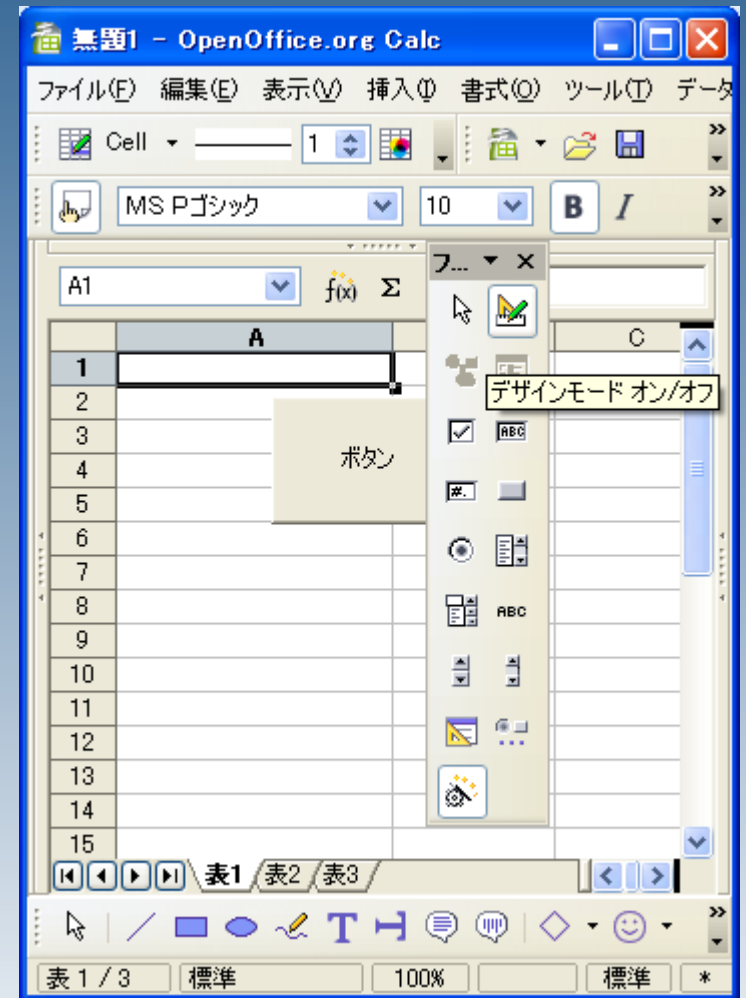 無題1 - OpenOffice.org Calc
ファイル(F) 編集(E) 表示(V) 挿入(I) 書式(O) ツール(T) データ
Cell 1
MS Pゴシック 10 B I
フ...
A1 f(x) Σ
A C
1
2
デザインモード オン/オフ
3
ABC
ボタン
4
#.
5
6
7
8
ABC
9
10
11
12
13
14
15
表1 表2 表3
T
表 1 / 3 標準 100% 標準 *